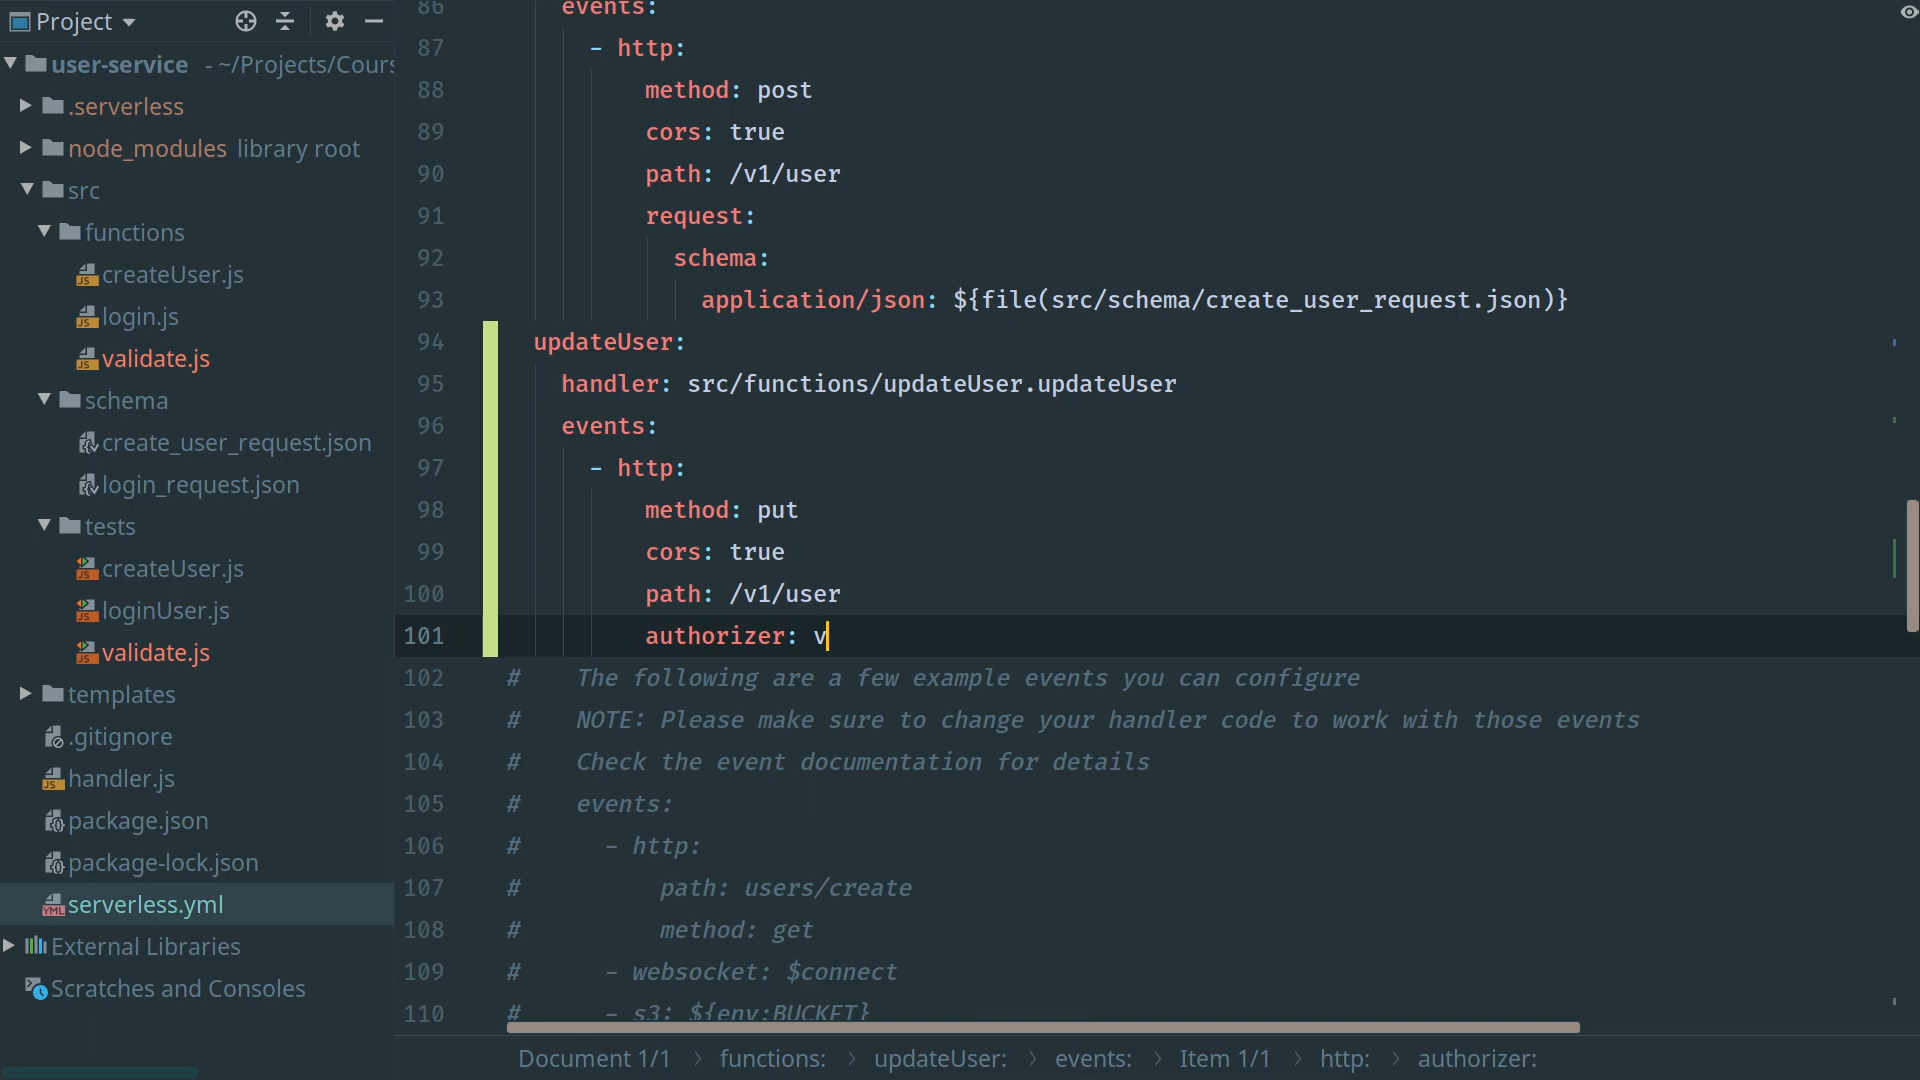 Project
user-service - ~/Projects/Cours
.serverless
node_modules library root
src
functions
createUser.js
login.js
validate.js
schema
create_user_request.json
login_request.json
tests
createUser.js
loginUser.js
validate.js
templates
.gitignore
handler.js
package.json
package-lock.json
serverless.yml
External Libraries
Scratches and Consoles
86 events:
87 - http:
88 method: post
89 cors: true
90 path: /v1/user
91 request:
92 schema:
93 application/json: ${file(src/schema/create_user_request.json)}
94 updateUser:
95 handler: src/functions/updateUser.updateUser
96 events:
97 - http:
98 method: put
99 cors: true
100 path: /v1/user
101 authorizer: v
102 # The following are a few example events you can configure
103 # NOTE: Please make sure to change your handler code to work with those events
104 # Check the event documentation for details
105 # events:
106 # - http:
107 # path: users/create
108 # method: get
109 # - websocket: $connect
110 # - s3: ${env:BUCKET}
Document 1/1 > functions: > updateUser: > events: > Item 1/1 > http: > authorizer: